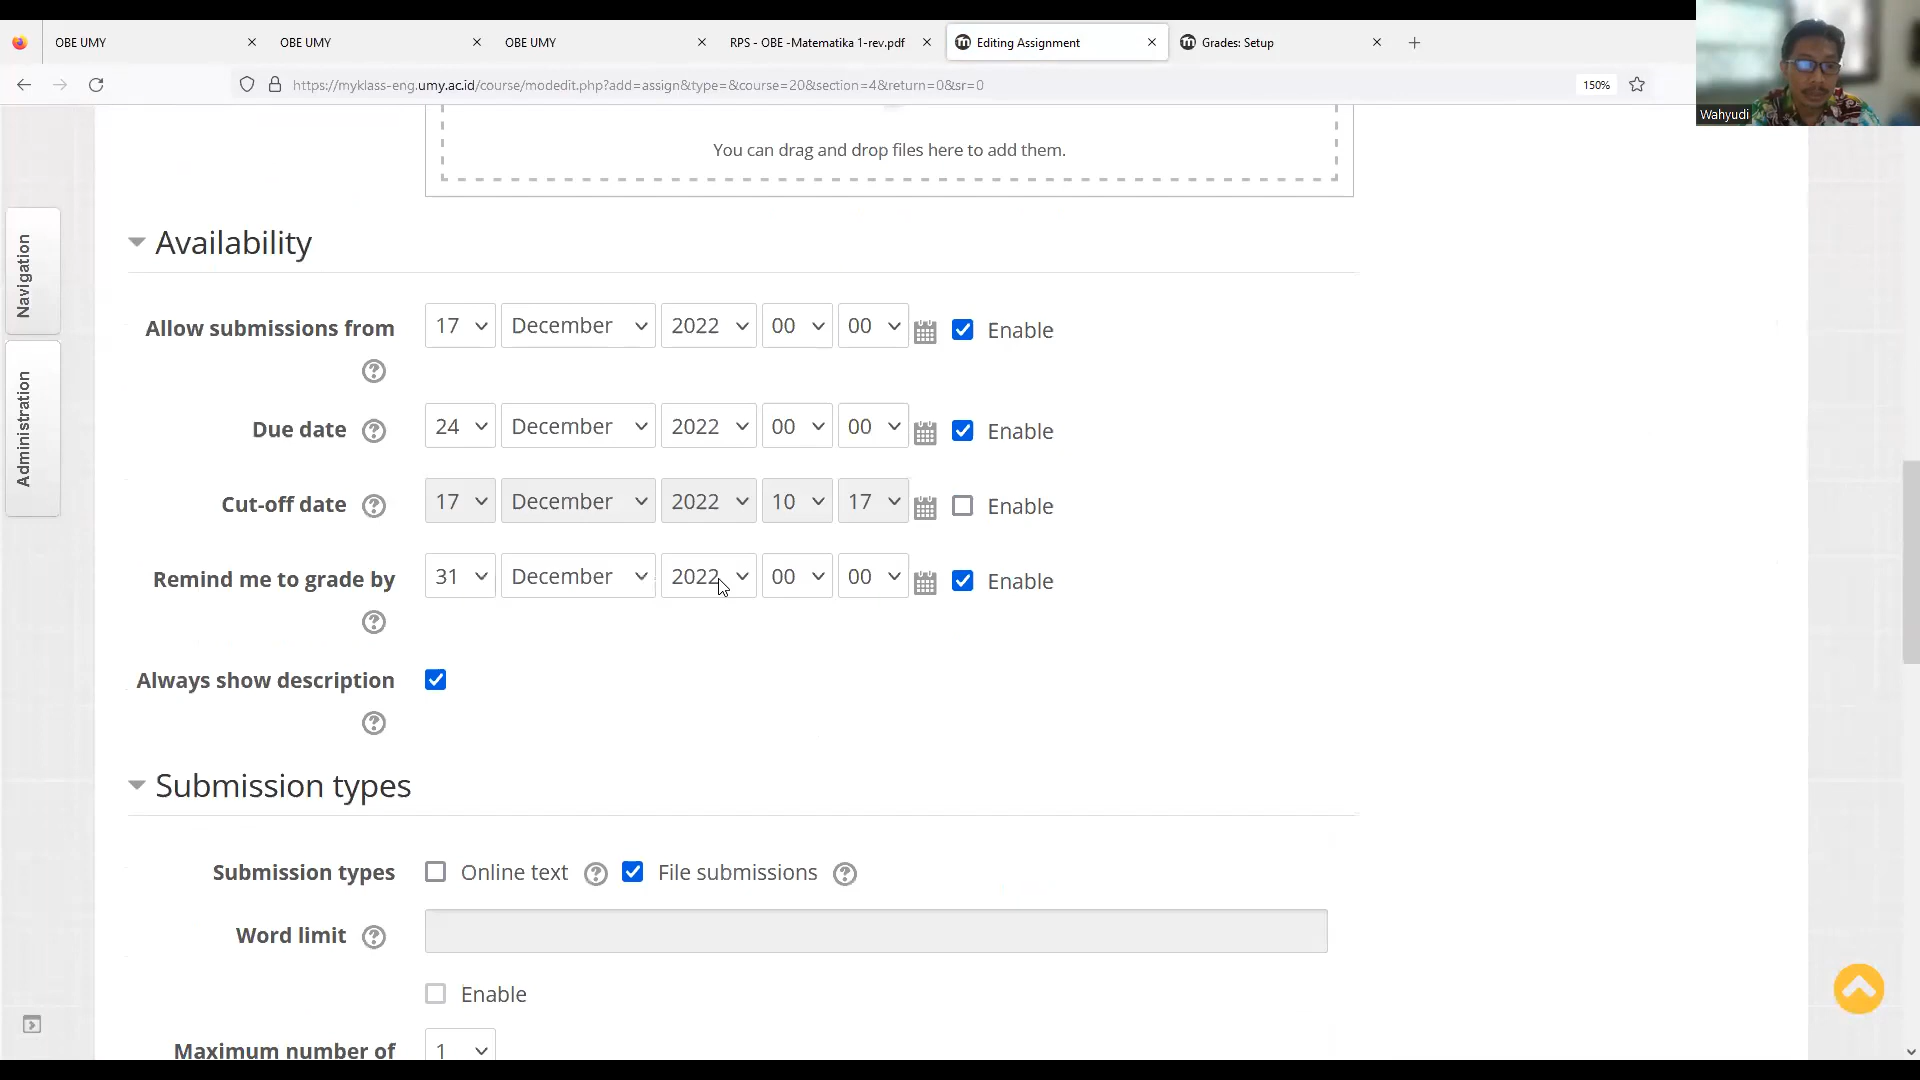 OBE UMY
OBE UMY
OBE UMY
RPS - OBE -Matematika 1-rev.pdf
Editing Assignment
Grades: Setup
https://myklass-eng.umy.ac.id/course/modedit.php?add=assign&type=&course=20&section=4&return=0&sr=0
150%
Wahyudi
You can drag and drop files here to add them.
Navigation
Administration
Availability
Allow submissions from 17 December 2022 00 00 Enable
Due date 24 December 2022 00 00 Enable
Cut-off date 17 December 2022 10 17 Enable
Remind me to grade by 31 December 2022 00 00 Enable
Always show description
Submission types
Submission types Online text File submissions
Word limit
Enable
Maximum number of 1